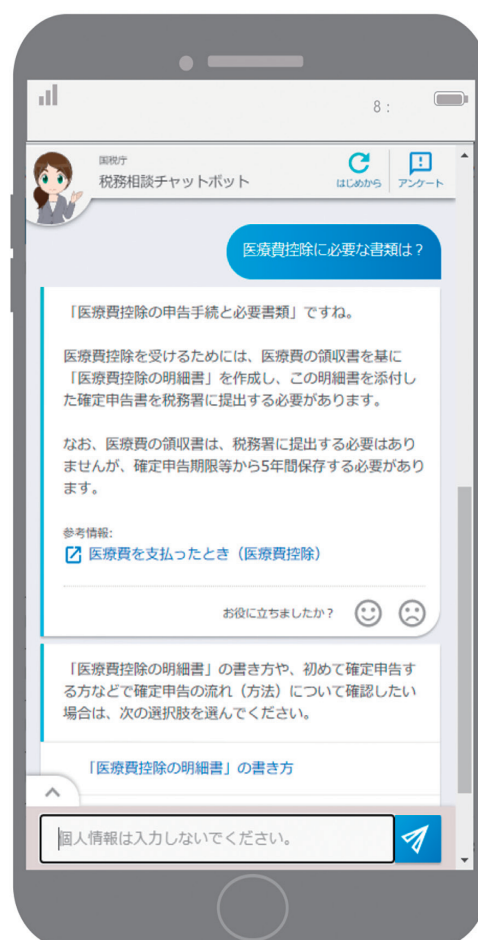 8 :
国税庁
税務相談チャットボット
はじめから
アンケート
医療費控除に必要な書類は？
「医療費控除の申告手続と必要書類」ですね。
医療費控除を受けるためには、医療費の領収書を基に
「医療費控除の明細書」を作成し、この明細書を添付し
た確定申告書を税務署に提出する必要があります。
なお、医療費の領収書は、税務署に提出する必要はあり
ませんが、確定申告期限等から5年間保存する必要があり
ます。
参考情報:
医療費を支払ったとき（医療費控除）
お役に立ちましたか？
「医療費控除の明細書」の書き方や、初めて確定申告す
る方などで確定申告の流れ（方法）について確認したい
場合は、次の選択肢を選んでください。
「医療費控除の明細書」の書き方
個人情報は入力しないでください。